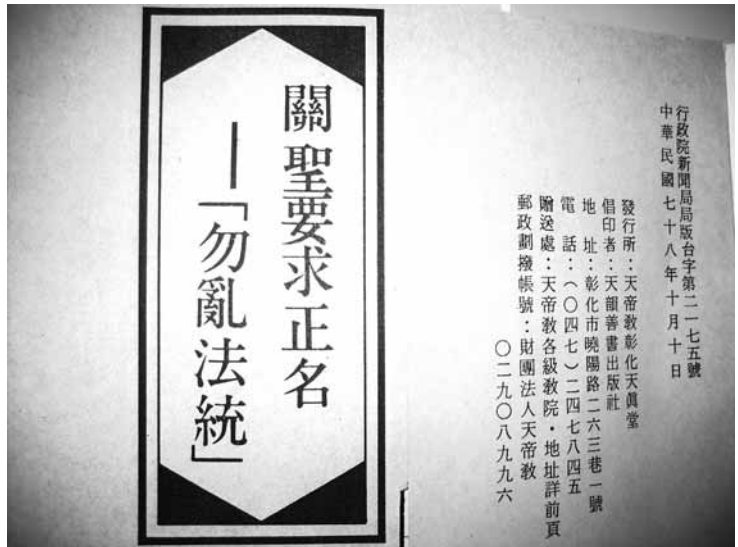 行政院新聞局局版台字第二一七五號
中華民國七十八年十月十日
發行所：天帝教彰化天眞堂
倡印者：天韻善書出版社
地　址：彰化市曉陽路二六三巷一號
電　話：（〇四七）二四七八四五
贈送處：天帝教各級教院・地址詳前頁
郵政劃撥帳號：財團法人天帝教
〇二九〇八九九六
關聖要求正名
—「勿亂法統」